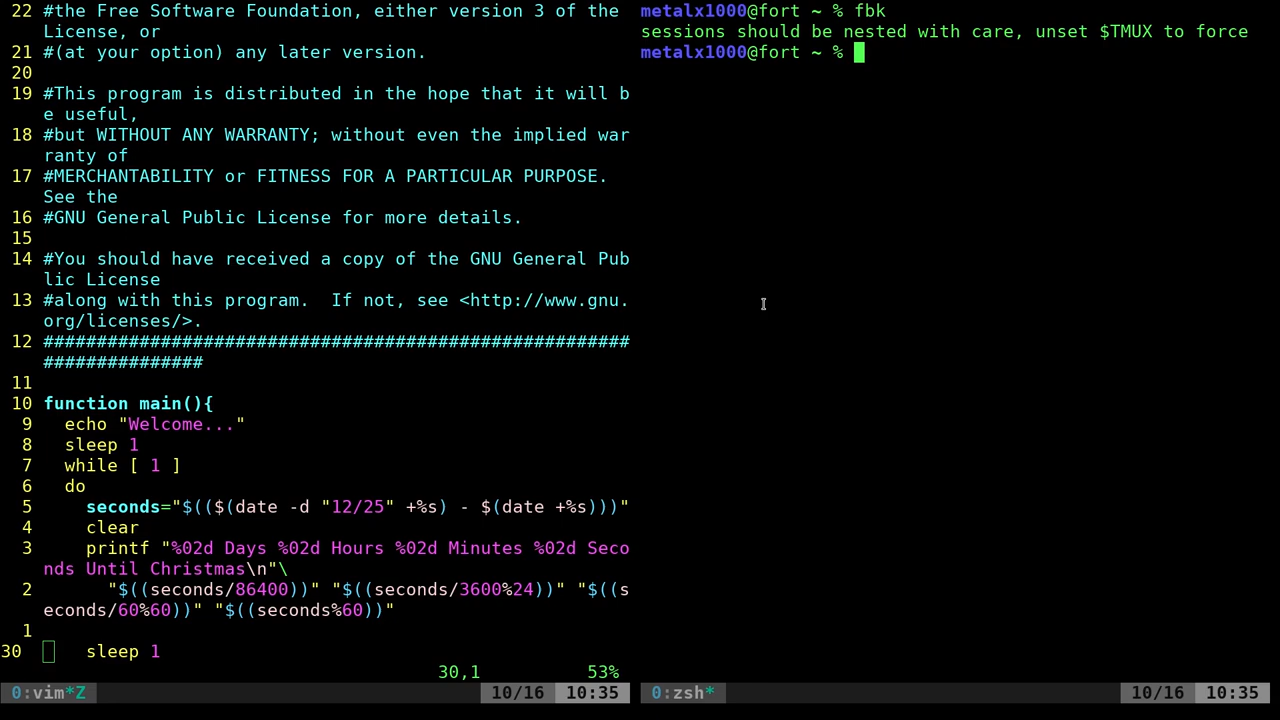 22 #the Free Software Foundation, either version 3 of the
License, or
21 #(at your option) any later version.
20
19 #This program is distributed in the hope that it will b
e useful,
18 #but WITHOUT ANY WARRANTY; without even the implied war
ranty of
17 #MERCHANTABILITY or FITNESS FOR A PARTICULAR PURPOSE.
See the
16 #GNU General Public License for more details.
15
14 #You should have received a copy of the GNU General Pub
lic License
13 #along with this program.  If not, see <http://www.gnu.
org/licenses/>.
12 #######################################################
###############
11
10 function main(){
9   echo "Welcome..."
8   sleep 1
7   while [ 1 ]
6   do
5     seconds="$(($(date -d "12/25" +%s) - $(date +%s)))"
4     clear
3     printf "%02d Days %02d Hours %02d Minutes %02d Seco
nds Until Christmas\n"\
2       "$((seconds/86400))" "$((seconds/3600%24))" "$((s
econds/60%60))" "$((seconds%60))"
1
30     sleep 1
30,1 53%
0:vim*Z 10/16 10:35
metalx1000@fort ~ % fbk
sessions should be nested with care, unset $TMUX to force
metalx1000@fort ~ %
0:zsh* 10/16 10:35